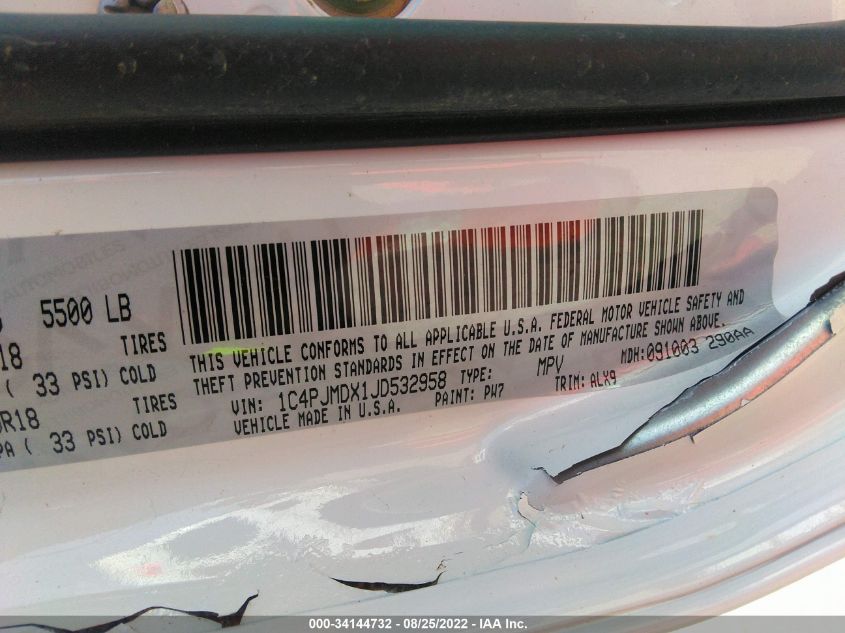 5500 LB
18 TIRES
( 33 PSI) COLD
R18 TIRES
PA ( 33 PSI) COLD
THIS VEHICLE CONFORMS TO ALL APPLICABLE U.S.A. FEDERAL MOTOR VEHICLE SAFETY AND
THEFT PREVENTION STANDARDS IN EFFECT ON THE DATE OF MANUFACTURE SHOWN ABOVE.
VIN: 1C4PJMDX1JD532958 TYPE: MPV MDH: 091003 290AA
VEHICLE MADE IN U.S.A. PAINT: PW7 TRIM: ALX9
000-34144732 - 08/25/2022 - IAA Inc.